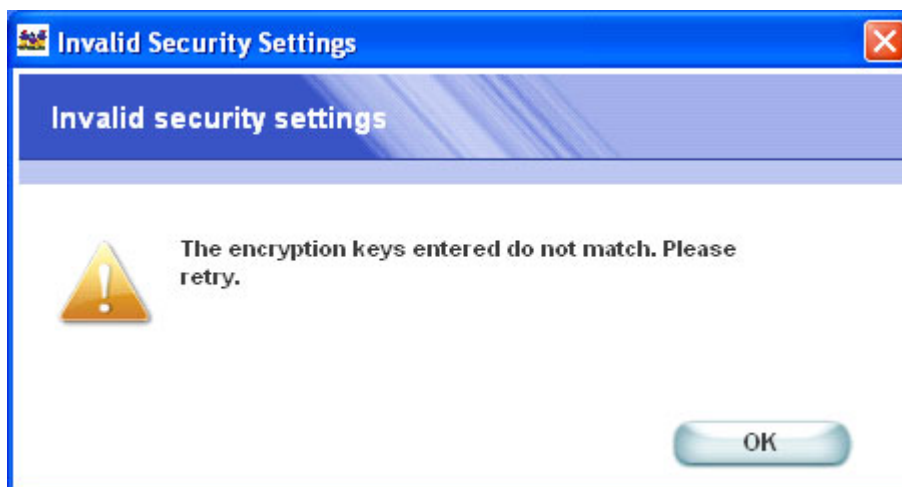 Invalid Security Settings
Invalid security settings
The encryption keys entered do not match. Please
retry.
OK